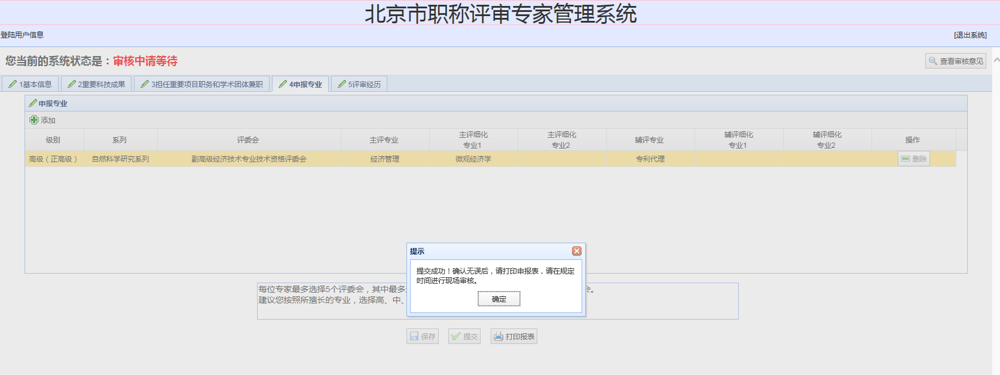 北京市职称评审专家管理系统
登陆用户信息
[退出系统]
您当前的系统状态是：审核中请等待
查看审核意见
1基本信息
2重要科技成果
3担任重要项目职务和学术团体兼职
4申报专业
5评审经历
申报专业
添加
级别
系列
评委会
主评专业
主评细化
专业1
主评细化
专业2
辅评专业
辅评细化
专业1
辅评细化
专业2
操作
高级（正高级）
自然科学研究系列
副高级经济技术专业技术资格评委会
经济管理
微观经济学
专利代理
删除
提示
提交成功！确认无误后，请打印申报表，请在规定
时间进行现场审核。
确定
每位专家最多选择5个评委会，其中最多
会。
建议您按照所擅长的专业，选择高、中、
保存
提交
打印报表